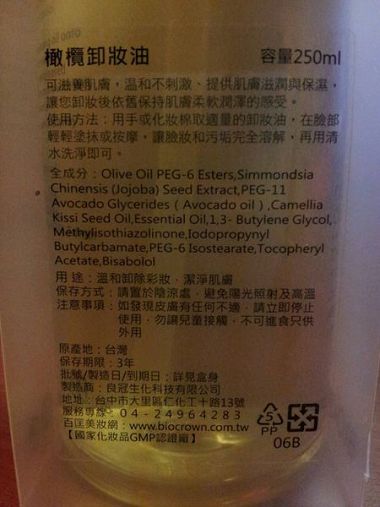 橄欖卸妝油 容量250ml
可滋養肌膚，温和不刺激、提供肌膚滋潤與保濕，
讓您卸妝後依舊保持肌膚柔軟潤澤的感受。
使用方法：用手或化妝棉取適量的卸妝油，在臉部
輕輕塗抹或按摩，讓臉妝和污垢完全溶解，再用清
水洗淨即可。
全成分：Olive Oil PEG-6 Esters,Simmondsia
Chinensis (Jojoba) Seed Extract,PEG-11
Avocado Glycerides ( Avocado oil ) ,Camellia
Kissi Seed Oil,Essential Oil,1,3- Butylene Glycol,
Methylisothiazolinone,Iodopropynyl
Butylcarbamate,PEG-6 Isostearate,Tocopheryl
Acetate,Bisabolol
用 途：溫和卸除彩妝．潔淨肌膚
保存方式：請置於陰涼處．避免陽光照射及高溫
注意事項：如發現皮膚有任何不適．請立即停止
使用．勿讓兒童接觸．不可進食只供
外用
原產地：台灣
保存期限：3年
批號/製造日/到期日：詳見盒身
製造商：良冠生化科技有限公司
地址：台中市大里區仁化工十路13號
服務專線：04-24964283
百匡美妝網：www.biocrown.com.tw
【國家化妝品GMP認證廠】
5
PP
06B